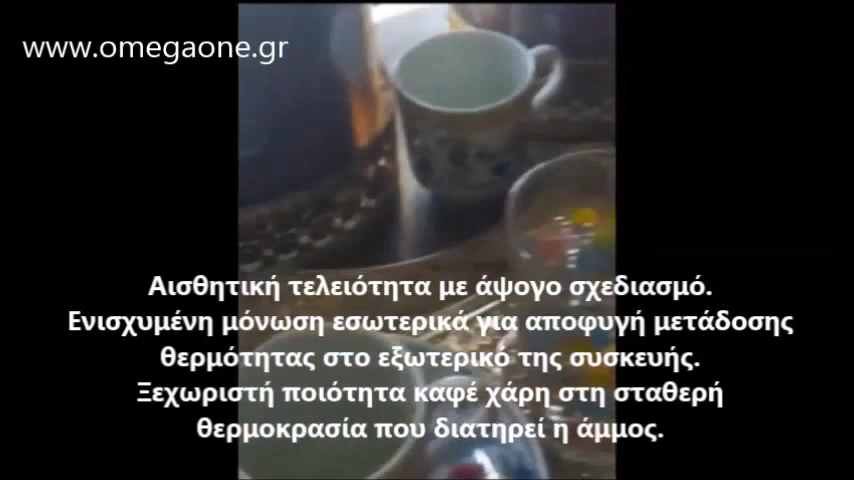 www.omegaone.gr
Αισθητική τελειότητα με άψογο σχεδιασμό.
Ενισχυμένη μόνωση εσωτερικά για αποφυγή μετάδοσης
θερμότητας στο εξωτερικό της συσκευής.
Ξεχωριστή ποιότητα καφέ χάρη στη σταθερή
θερμοκρασία που διατηρεί η άμμος.